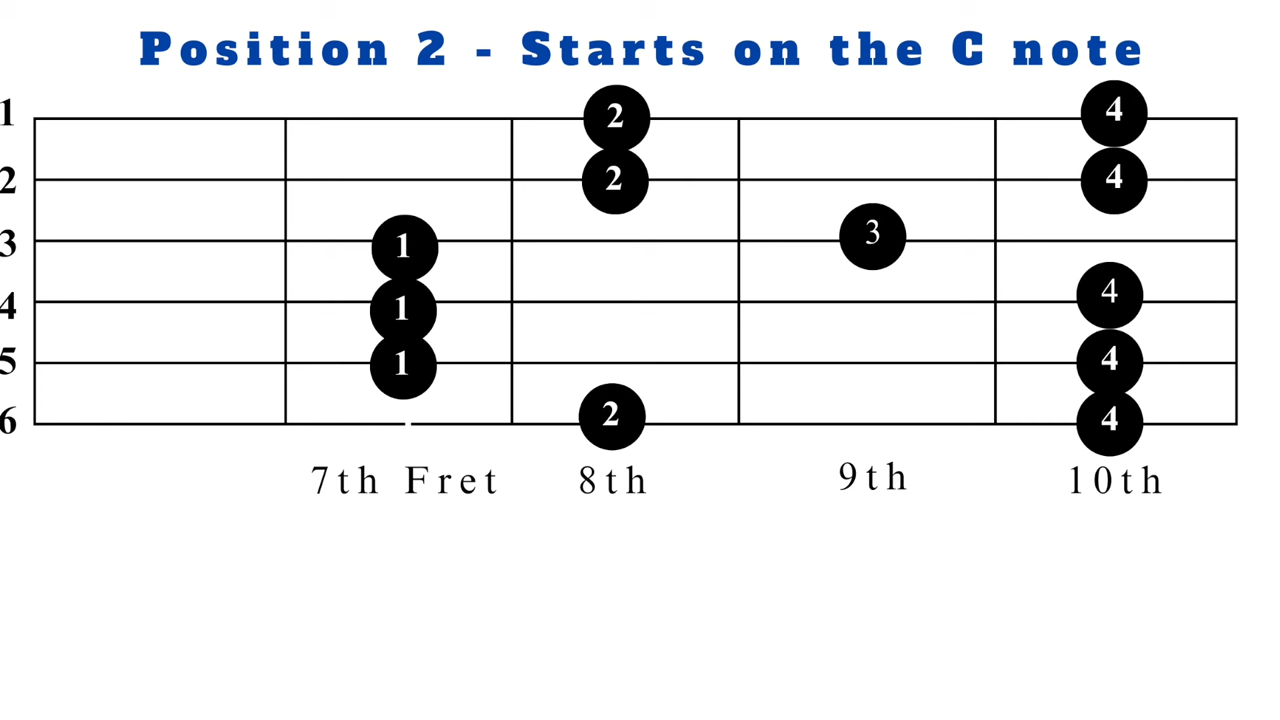 Position 2 - Starts on the C note
1 2 4
2 2 4
3 1 3
4 1 4
5 1 4
6 2 4
7th Fret 8th 9th 10th